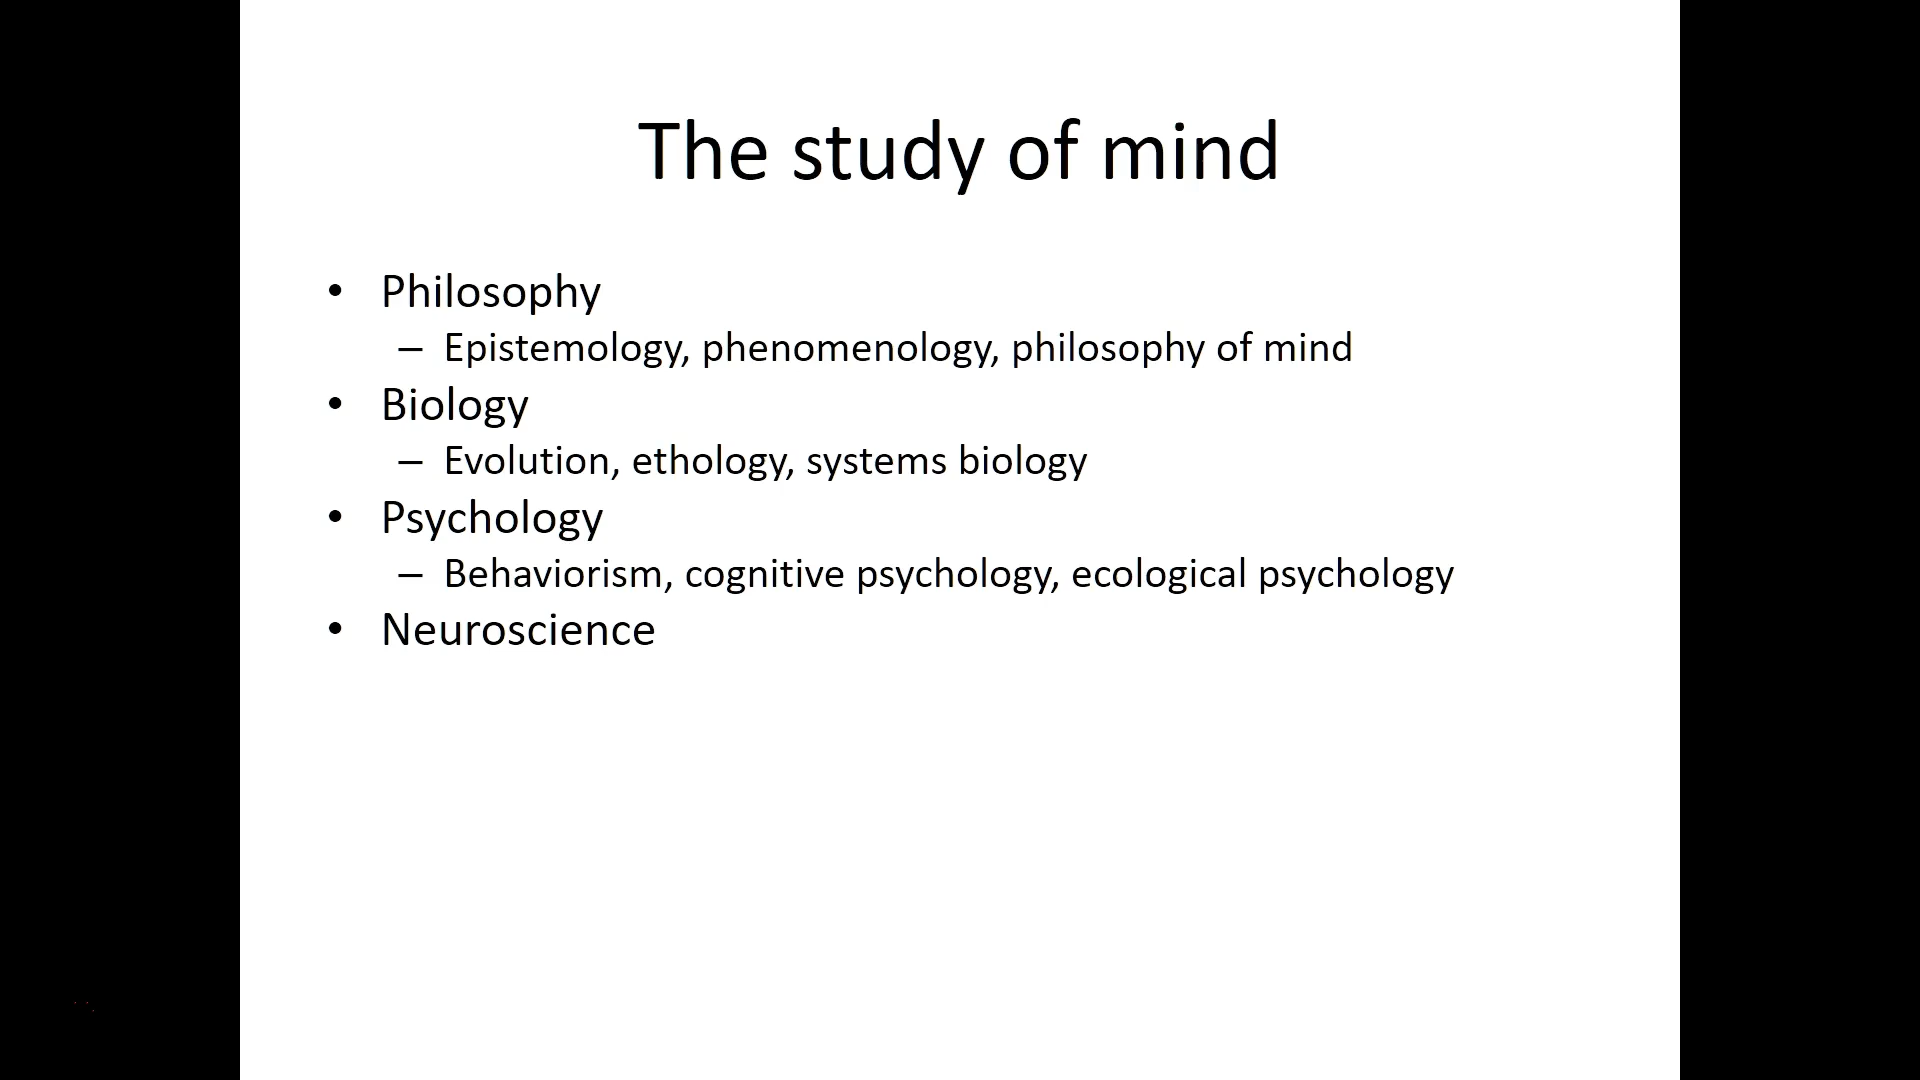 The study of mind
• Philosophy
– Epistemology, phenomenology, philosophy of mind
• Biology
– Evolution, ethology, systems biology
• Psychology
– Behaviorism, cognitive psychology, ecological psychology
• Neuroscience